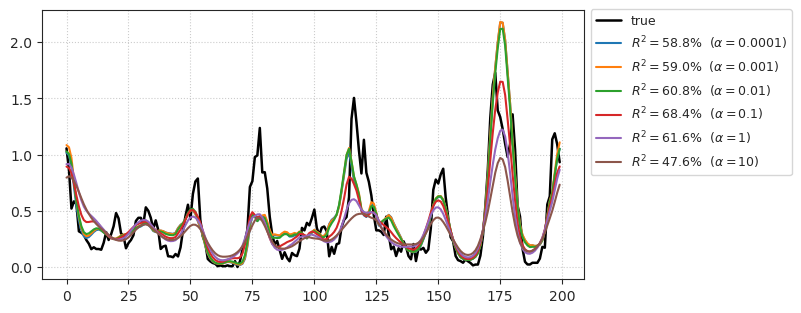 true
R² = 58.8% (α = 0.0001)
R² = 59.0% (α = 0.001)
R² = 60.8% (α = 0.01)
R² = 68.4% (α = 0.1)
R² = 61.6% (α = 1)
R² = 47.6% (α = 10)
2.0
1.5
1.0
0.5
0.0
0 25 50 75 100 125 150 175 200